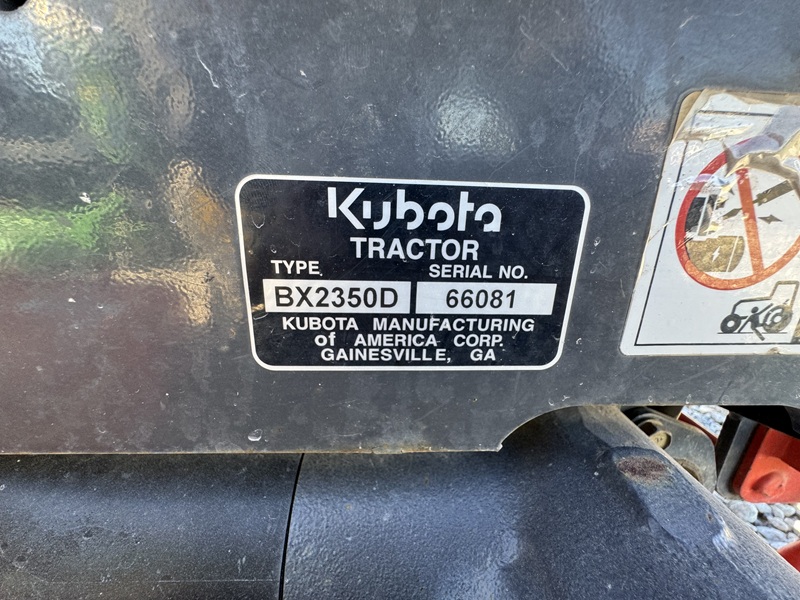 Kubota
TRACTOR
TYPE. SERIAL NO.
BX2350D 66081
KUBOTA MANUFACTURING
of AMERICA CORP.
GAINESVILLE, GA